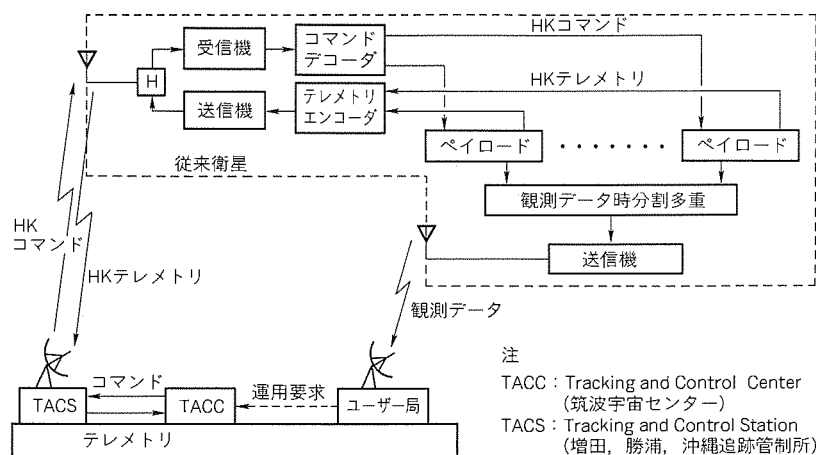 HKコマンド
受信機
コマンド
デコーダ
H
HKテレメトリ
送信機
テレメトリ
エンコーダ
ペイロード
・・・・・・・
ペイロード
従来衛星
観測データ時分割多重
HK
コマンド
送信機
HKテレメトリ
観測データ
コマンド
運用要求
TACS
TACC
ユーザー局
テレメトリ
注
TACC：Tracking and Control Center
(筑波宇宙センター)
TACS：Tracking and Control Station
(増田，勝浦，沖縄追跡管制所)